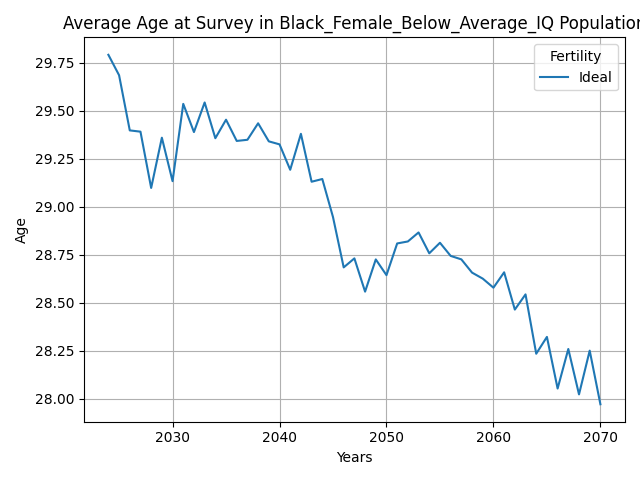 Average Age at Survey in Black_Female_Below_Average_IQ Population
29.75
29.50
29.25
29.00
28.75
28.50
28.25
28.00
Age
Fertility
Ideal
2030 2040 2050 2060 2070
Years